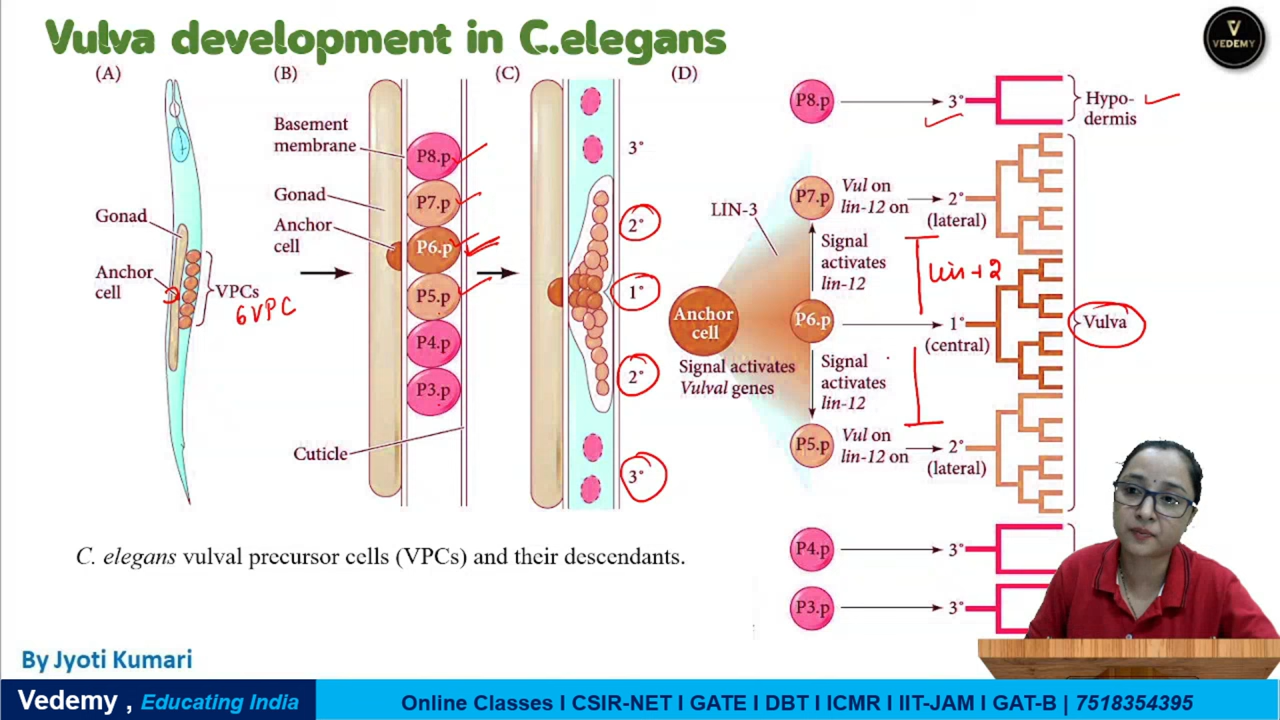 Vulva development in C.elegans
V
VEDEMY
(A)
Gonad
Anchor
cell
VPCs
6 VPC
(B)
Basement
membrane
Gonad
Anchor
cell
P8.p
P7.p
P6.p
P5.p
P4.p
P3.p
Cuticle
(C)
3°
2°
1°
2°
3°
(D)
P8.p
3°
Hypo-
dermis
LIN-3
P7.p
Vul on
lin-12 on
2°
(lateral)
Signal
activates
lin-12
lin + 2
Anchor
cell
P6.p
1°
(central)
Vulva
Signal activates
Vulval genes
Signal
activates
lin-12
P5.p
Vul on
lin-12 on
2°
(lateral)
P4.p
3°
P3.p
3°
C. elegans vulval precursor cells (VPCs) and their descendants.
By Jyoti Kumari
Vedemy , Educating India
Online Classes I CSIR-NET I GATE I DBT I ICMR I IIT-JAM I GAT-B | 7518354395